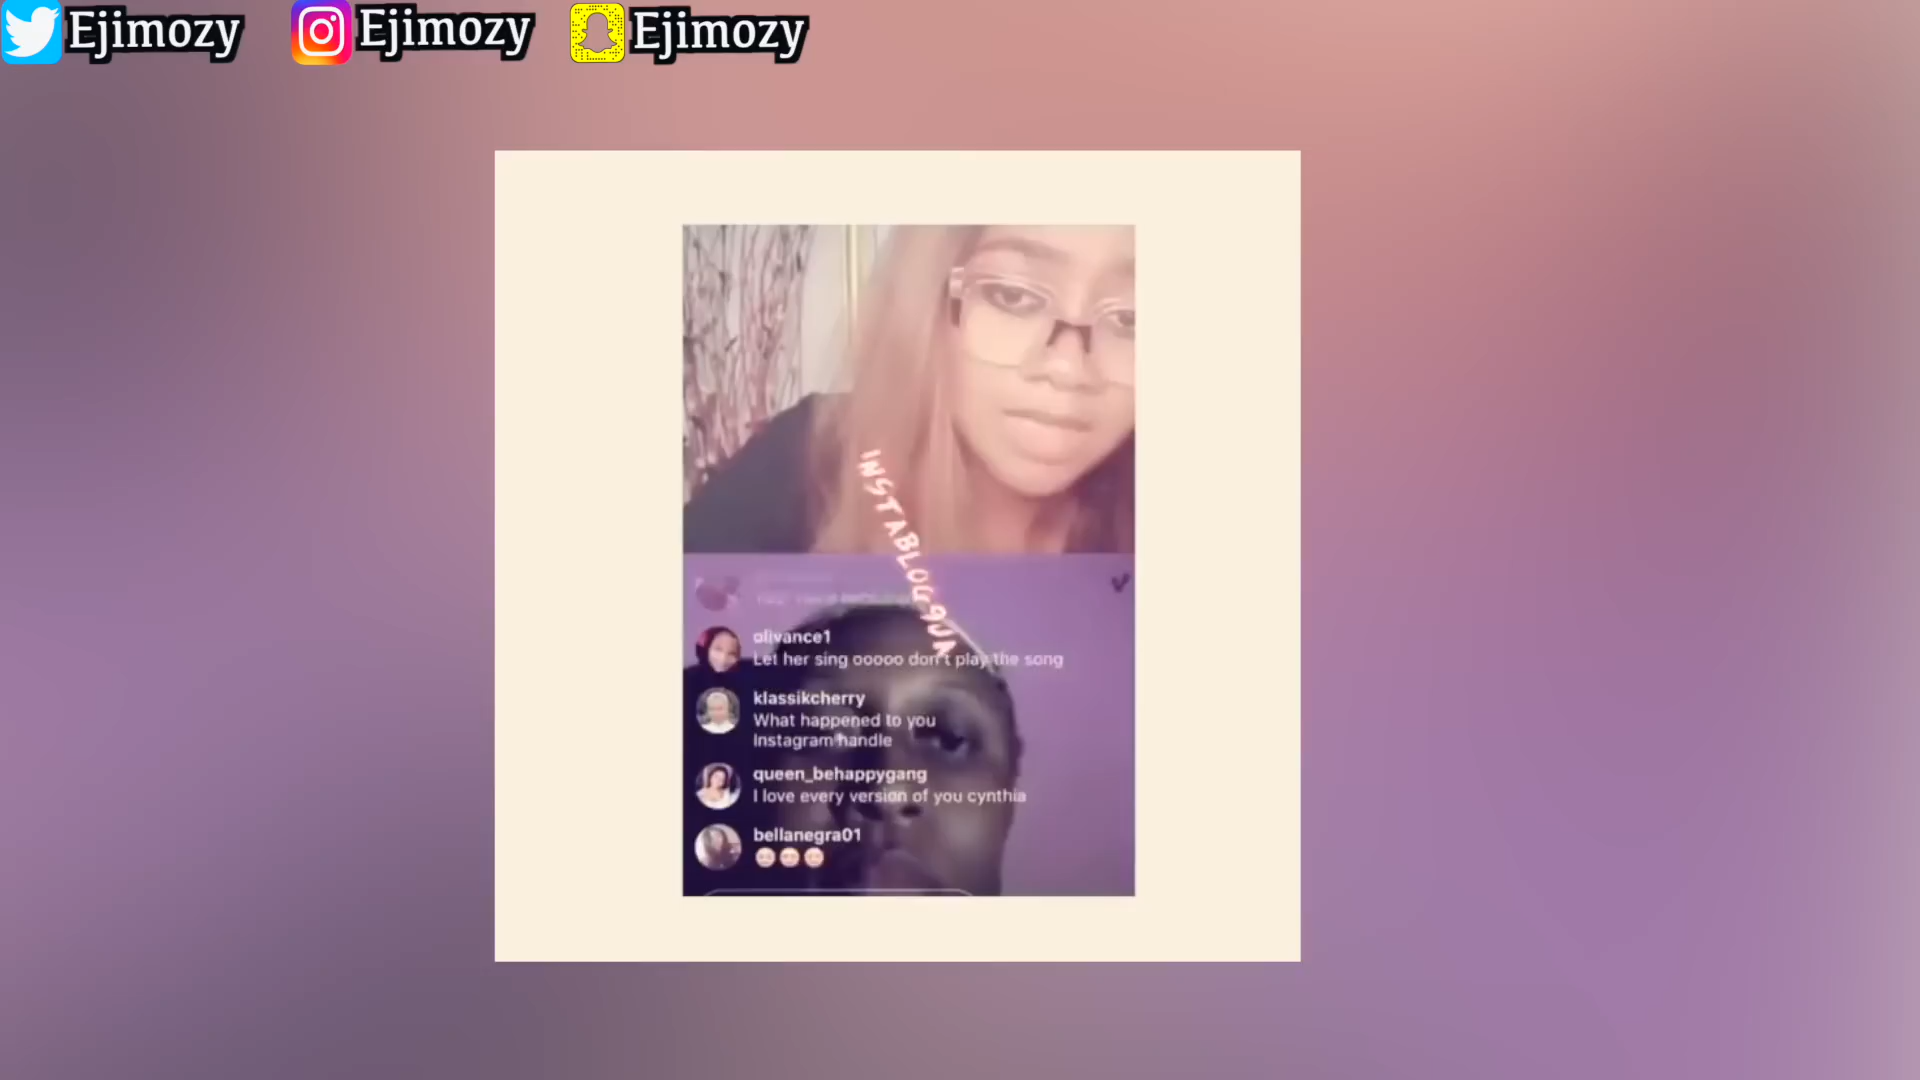 Ejimozy
Ejimozy
Ejimozy
INSTABLOG9JA
olivance1
Let her sing ooooo don't play the song
klassikcherry
What happened to you
Instagram handle
queen_behappygang
I love every version of you cynthia
bellanegra01